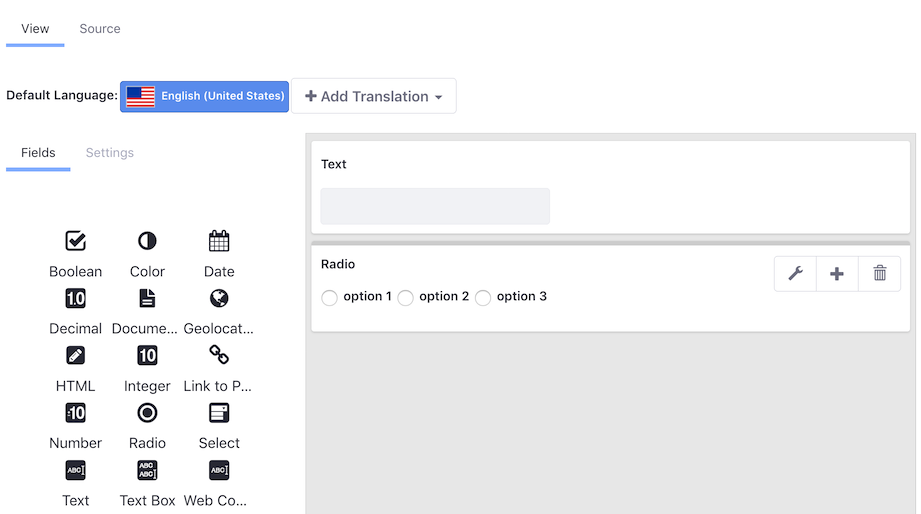 View Source
Default Language: English (United States) Add Translation
Fields Settings
Text
Boolean Color Date
Radio
option 1 option 2 option 3
1.0
Decimal Docume... Geolocat...
10
HTML Integer Link to P...
-10
Number Radio Select
ABC ABC ABC ABC
Text Text Box Web Co...